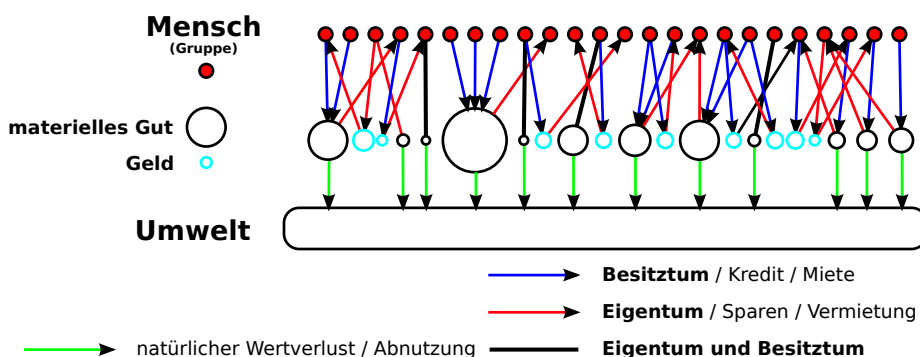 Mensch
(Gruppe)
materielles Gut
Geld
Umwelt
Besitztum / Kredit / Miete
Eigentum / Sparen / Vermietung
natürlicher Wertverlust / Abnutzung
Eigentum und Besitztum